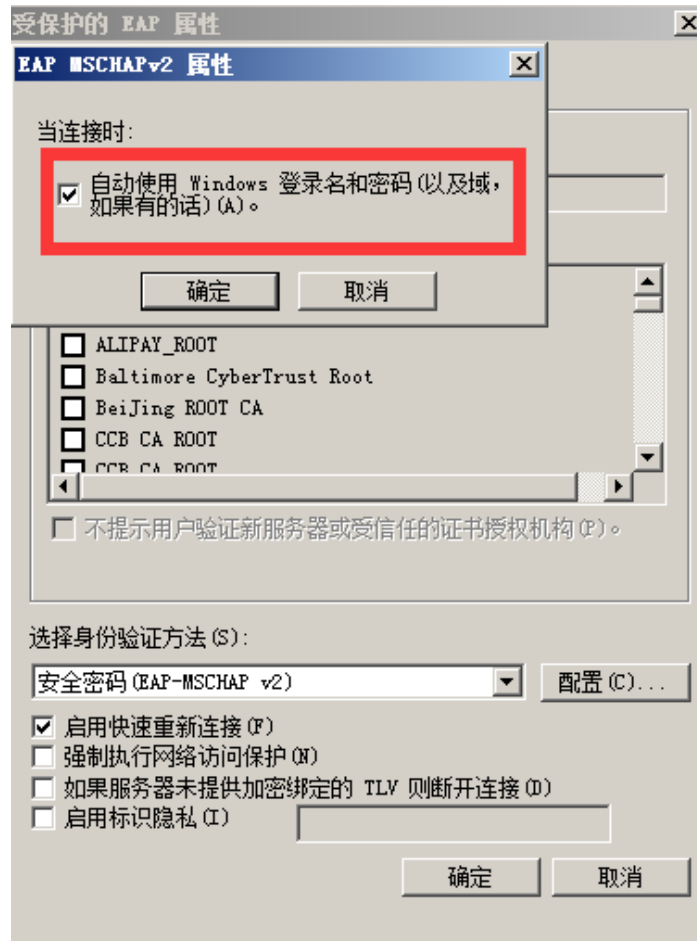 受保护的 EAP 属性
EAP MSCHAPv2 属性
当连接时:
自动使用 Windows 登录名和密码(以及域，
如果有的话)(A)。
确定
取消
ALIPAY_ROOT
Baltimore CyberTrust Root
BeiJing ROOT CA
CCB CA ROOT
CCB CA ROOT
不提示用户验证新服务器或受信任的证书授权机构(P)。
选择身份验证方法(S):
安全密码(EAP-MSCHAP v2)
配置(C)...
启用快速重新连接(F)
强制执行网络访问保护(N)
如果服务器未提供加密绑定的 TLV 则断开连接(D)
启用标识隐私(I)
确定
取消